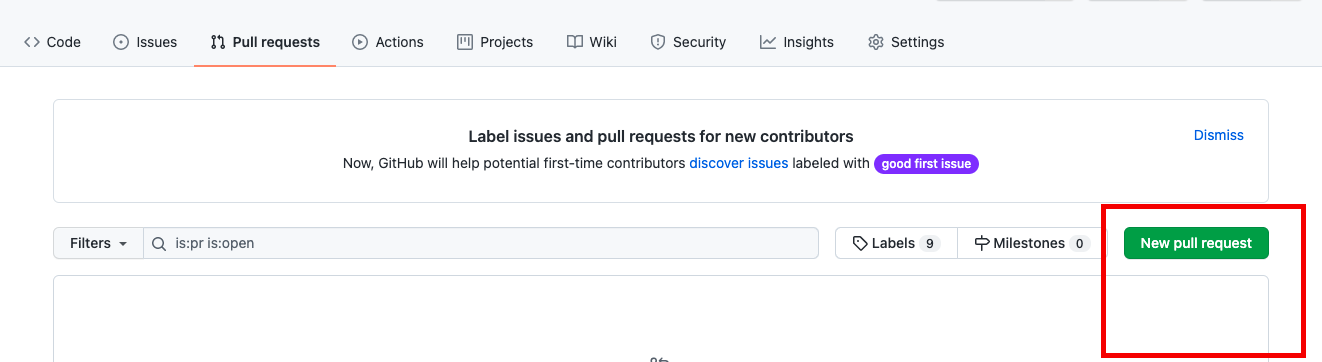 Code Issues Pull requests Actions Projects Wiki Security Insights Settings
Label issues and pull requests for new contributors
Dismiss
Now, GitHub will help potential first-time contributors discover issues labeled with good first issue
Filters is:pr is:open Labels 9 Milestones 0 New pull request